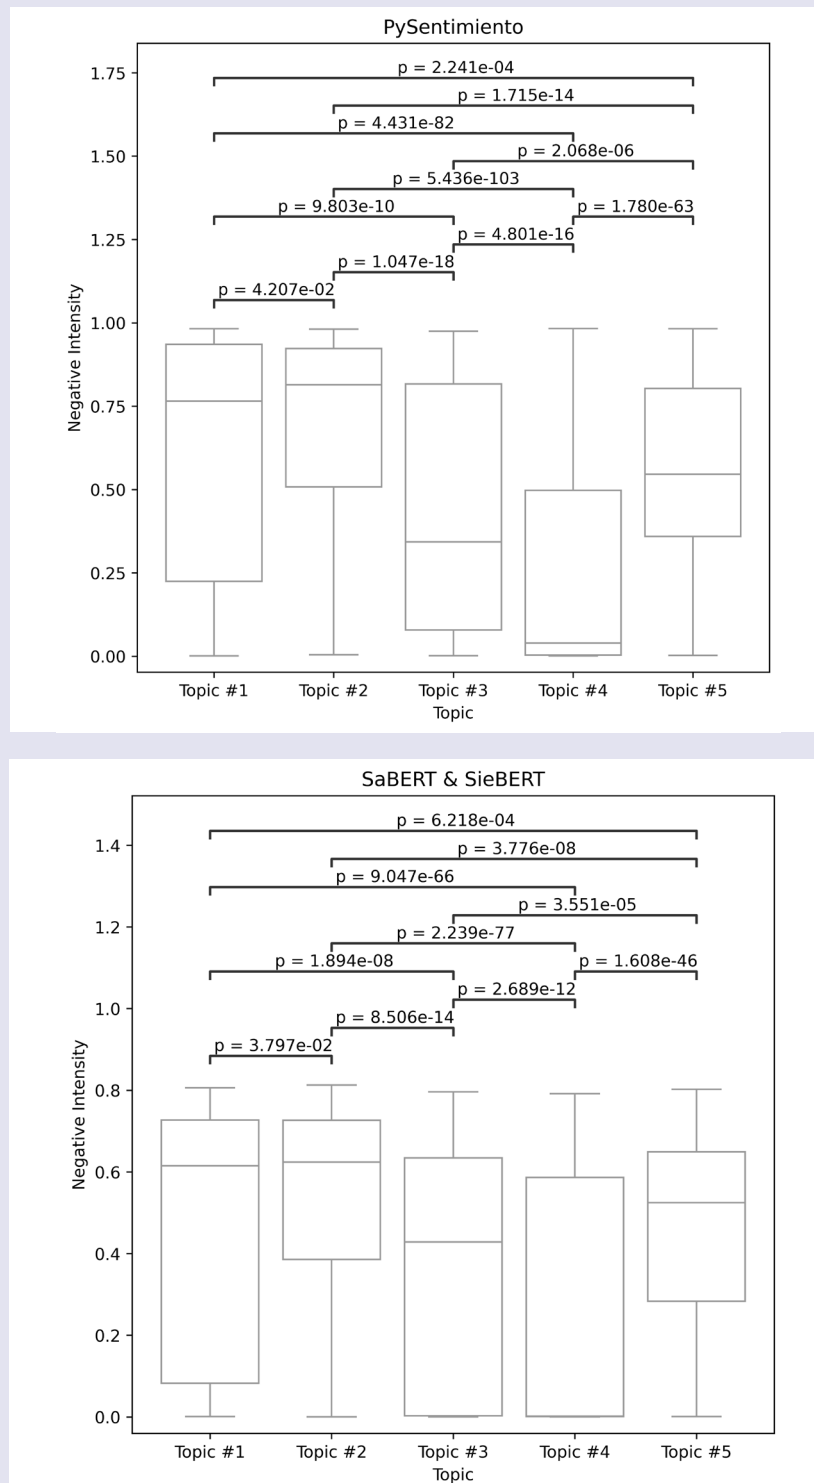 PySentimiento
1.75
p = 2.241e-04
p = 1.715e-14
p = 4.431e-82
1.50
p = 2.068e-06
p = 5.436e-103
p = 9.803e-10
p = 1.780e-63
1.25
p = 4.801e-16
p = 1.047e-18
p = 4.207e-02
1.00
Negative Intensity
0.75
0.50
0.25
0.00
Topic #1 Topic #2 Topic #3 Topic #4 Topic #5
Topic
SaBERT & SieBERT
p = 6.218e-04
1.4
p = 3.776e-08
p = 9.047e-66
p = 3.551e-05
1.2
p = 2.239e-77
p = 1.894e-08
p = 1.608e-46
p = 2.689e-12
1.0
p = 8.506e-14
p = 3.797e-02
Negative Intensity
0.8
0.6
0.4
0.2
0.0
Topic #1 Topic #2 Topic #3 Topic #4 Topic #5
Topic